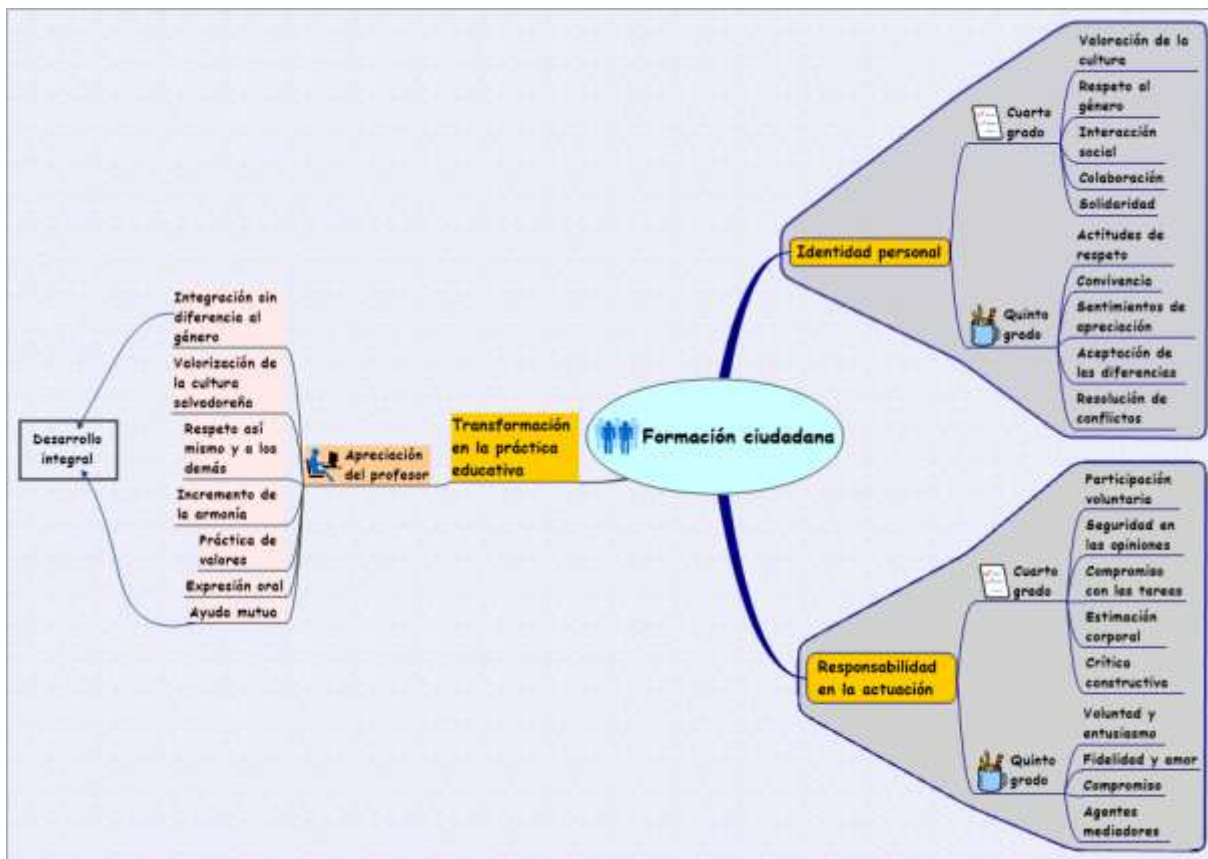 Formación ciudadana
Identidad personal
Cuarto
grado
Valoración de la
cultura
Respeto al
género
Interacción
social
Colaboración
Solidaridad
Quinto
grado
Actitudes de
respeto
Convivencia
Sentimientos de
apreciación
Aceptación de
las diferencias
Resolución de
conflictos
Responsabilidad
en la actuación
Cuarto
grado
Participación
voluntaria
Seguridad en
las opiniones
Compromiso
con las tareas
Estimación
corporal
Crítica
constructiva
Quinto
grado
Voluntad y
entusiasmo
Fidelidad y amor
Compromiso
Agentes
mediadores
Transformación
en la práctica
educativa
Apreciación
del profesor
Integración sin
diferencia al
género
Valorización de
la cultura
salvadoreña
Respeto así
mismo y a los
demás
Incremento de
la armonía
Práctica de
valores
Expresión oral
Ayuda mutua
Desarrollo
integral